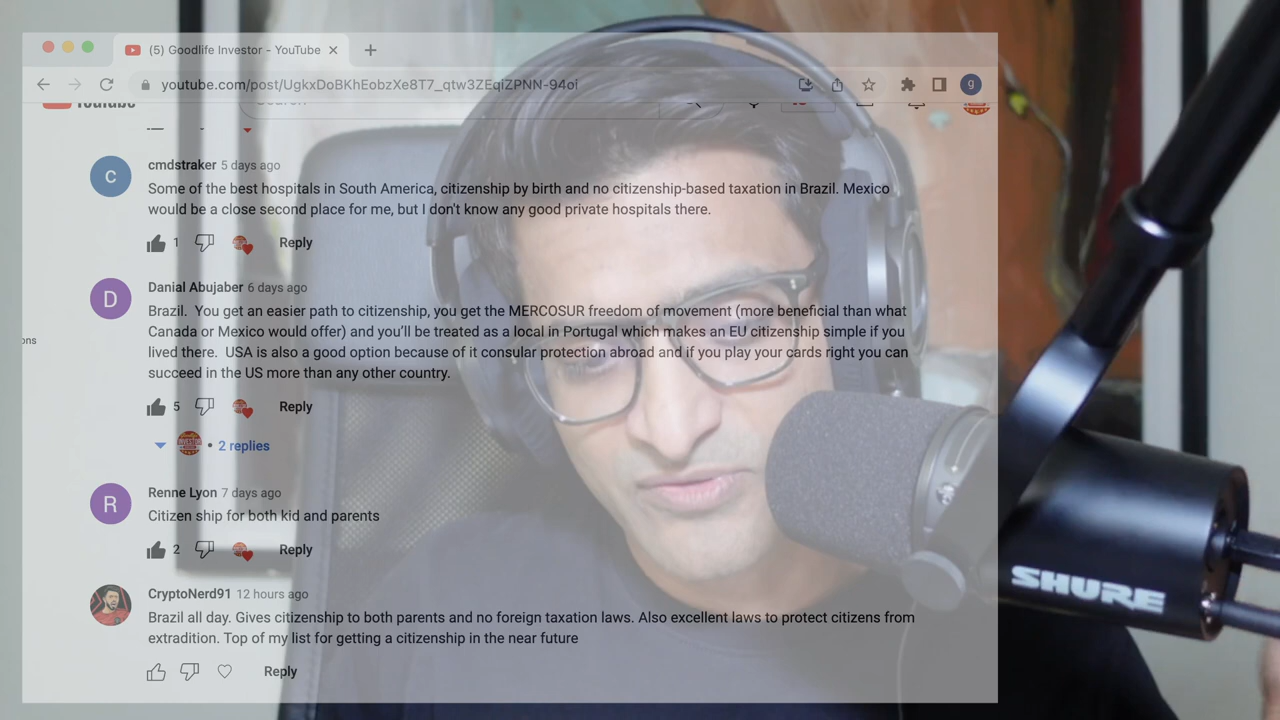 (5) Goodlife Investor - YouTube
youtube.com/post/UgkxDoBKhEobzXe8T7_qtw3ZEqiZPNN-94oi
g
YouTube
Search
ons
C
cmdstraker 5 days ago
Some of the best hospitals in South America, citizenship by birth and no citizenship-based taxation in Brazil. Mexico
would be a close second place for me, but I don't know any good private hospitals there.
1
Reply
D
Danial Abujaber 6 days ago
Brazil. You get an easier path to citizenship, you get the MERCOSUR freedom of movement (more beneficial than what
Canada or Mexico would offer) and you'll be treated as a local in Portugal which makes an EU citizenship simple if you
lived there. USA is also a good option because of it consular protection abroad and if you play your cards right you can
succeed in the US more than any other country.
5
Reply
• 2 replies
R
Renne Lyon 7 days ago
Citizen ship for both kid and parents
2
Reply
CryptoNerd91 12 hours ago
Brazil all day. Gives citizenship to both parents and no foreign taxation laws. Also excellent laws to protect citizens from
extradition. Top of my list for getting a citizenship in the near future
Reply
SHURE